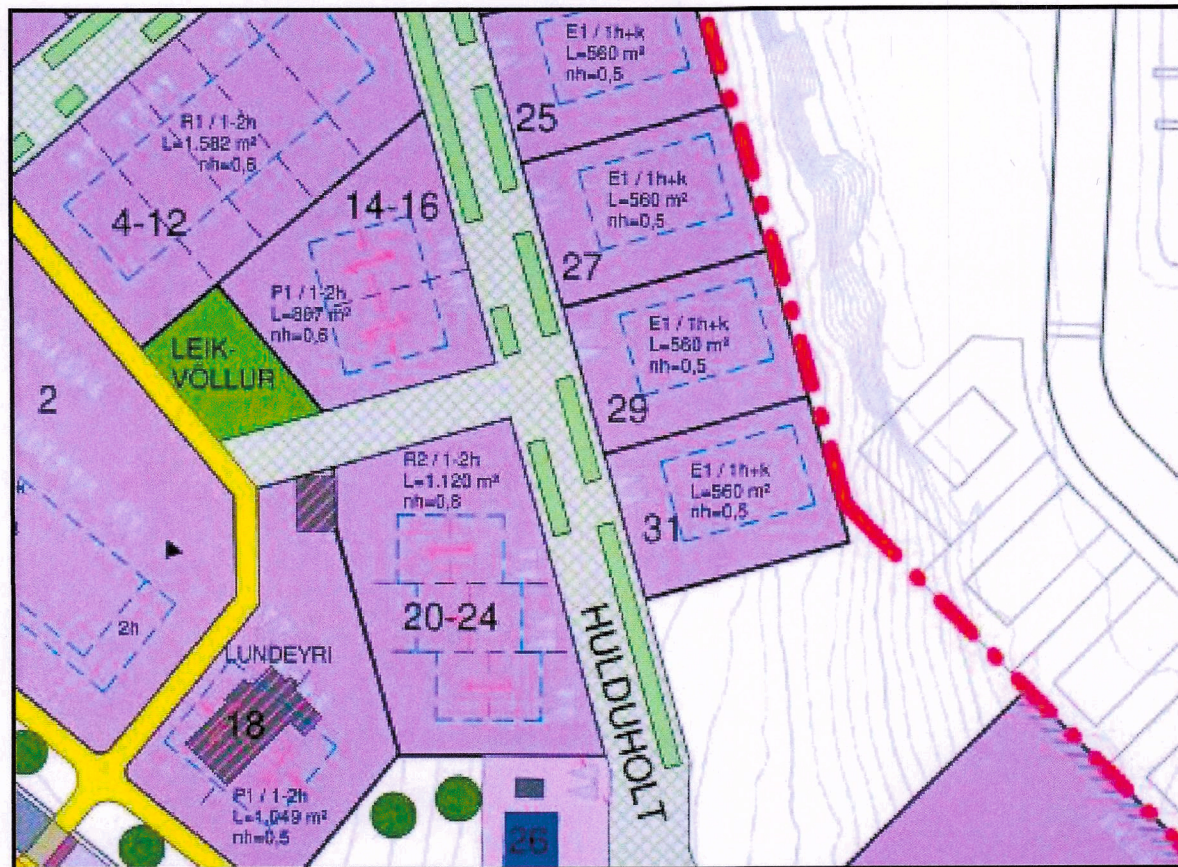 E1 / 1h+k
L=560 m²
nh=0,5
25
R1 / 1-2h
L=1.582 m²
nh=0,6
4-12
14-16
E1 / 1h+k
L=560 m²
nh=0,5
27
P1 / 1-2h
L=897 m²
nh=0,6
LEIK-
VÖLLUR
E1 / 1h+k
L=560 m²
nh=0,5
29
2
R2 / 1-2h
L=1.120 m²
nh=0,6
E1 / 1h+k
L=560 m²
nh=0,5
31
20-24
2h
HULDUHOLT
LUNDEYRI
18
P1 / 1-2h
L=1.049 m²
nh=0,5
26